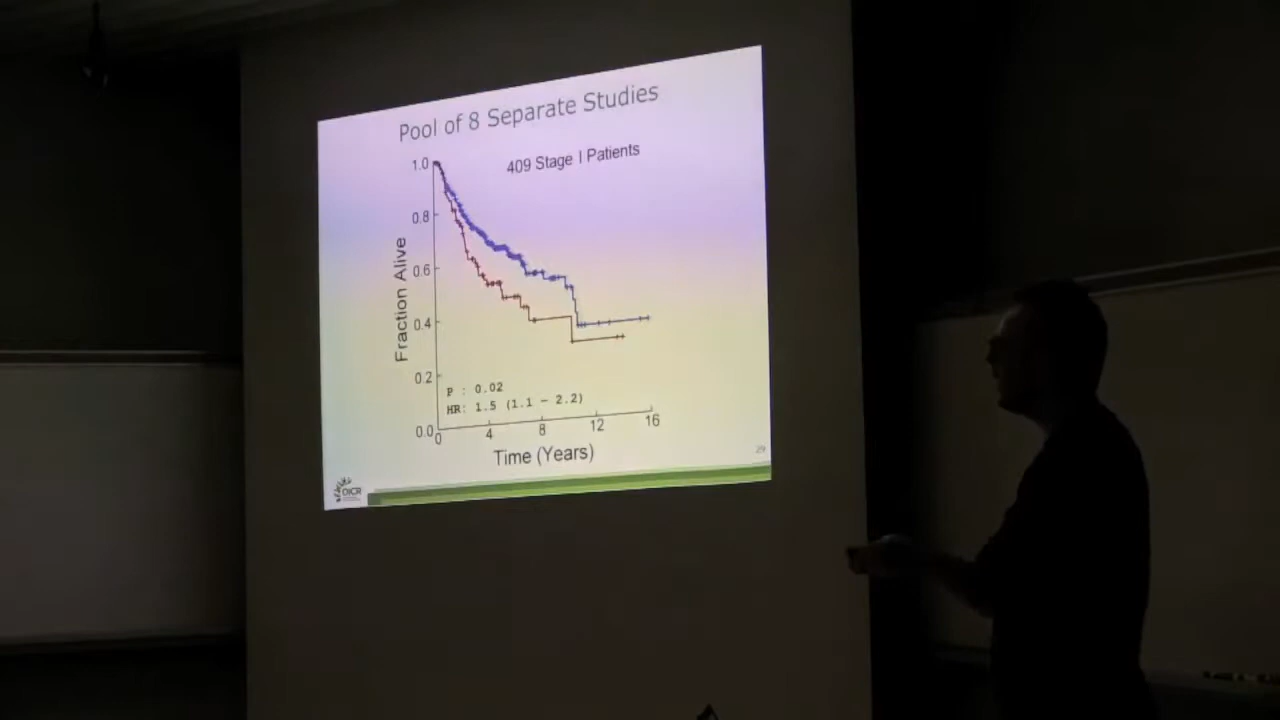 Pool of 8 Separate Studies
409 Stage I Patients
1.0
0.8
0.6
0.4
0.2
0.0
Fraction Alive
P : 0.02
HR: 1.5 (1.1 - 2.2)
0 4 8 12 16
Time (Years)
29
OICR